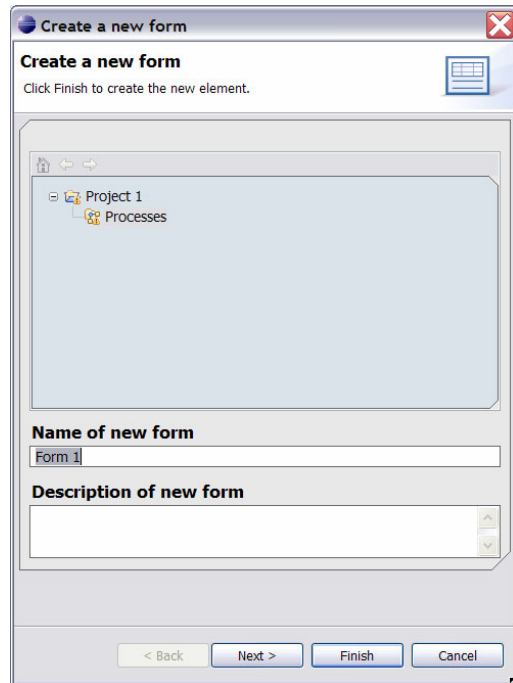 Create a new form
Create a new form
Click Finish to create the new element.
Project 1
Processes
Name of new form
Form 1
Description of new form
< Back Next > Finish Cancel